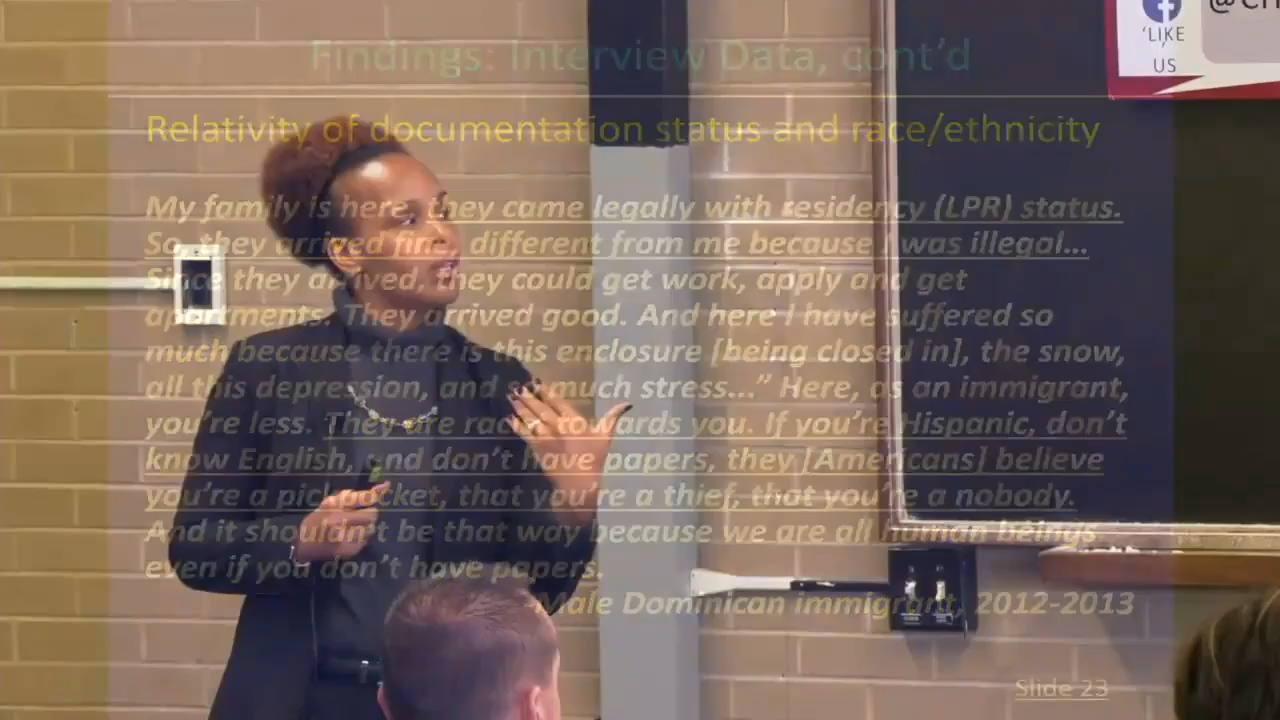 Findings: Interview Data, cont'd
'LIKE
US
Relativity of documentation status and race/ethnicity
My family is here, they came legally with residency (LPR) status.
So, they arrived fine, different from me because I was illegal...
Since they arrived, they could get work, apply and get
apartments. They arrived good. And here I have suffered so
much because there is this enclosure [being closed in], the snow,
all this depression, and so much stress..." Here, as an immigrant,
you're less. They are racist towards you. If you're Hispanic, don't
know English, and don't have papers, they [Americans] believe
you're a pickpocket, that you're a thief, that you're a nobody.
And it shouldn't be that way because we are all human beings
even if you don't have papers.
-Male Dominican immigrant, 2012-2013
Slide 23